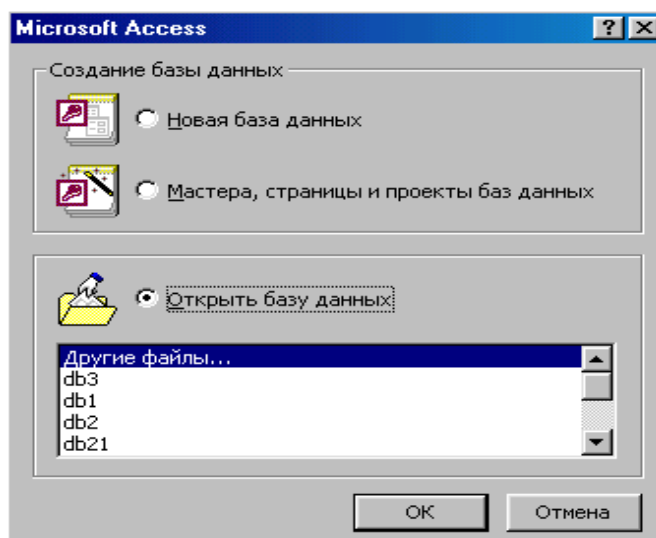 Microsoft Access
Создание базы данных
Новая база данных
Мастера, страницы и проекты баз данных
Открыть базу данных
Другие файлы...
db3
db1
db2
db21
ОК
Отмена